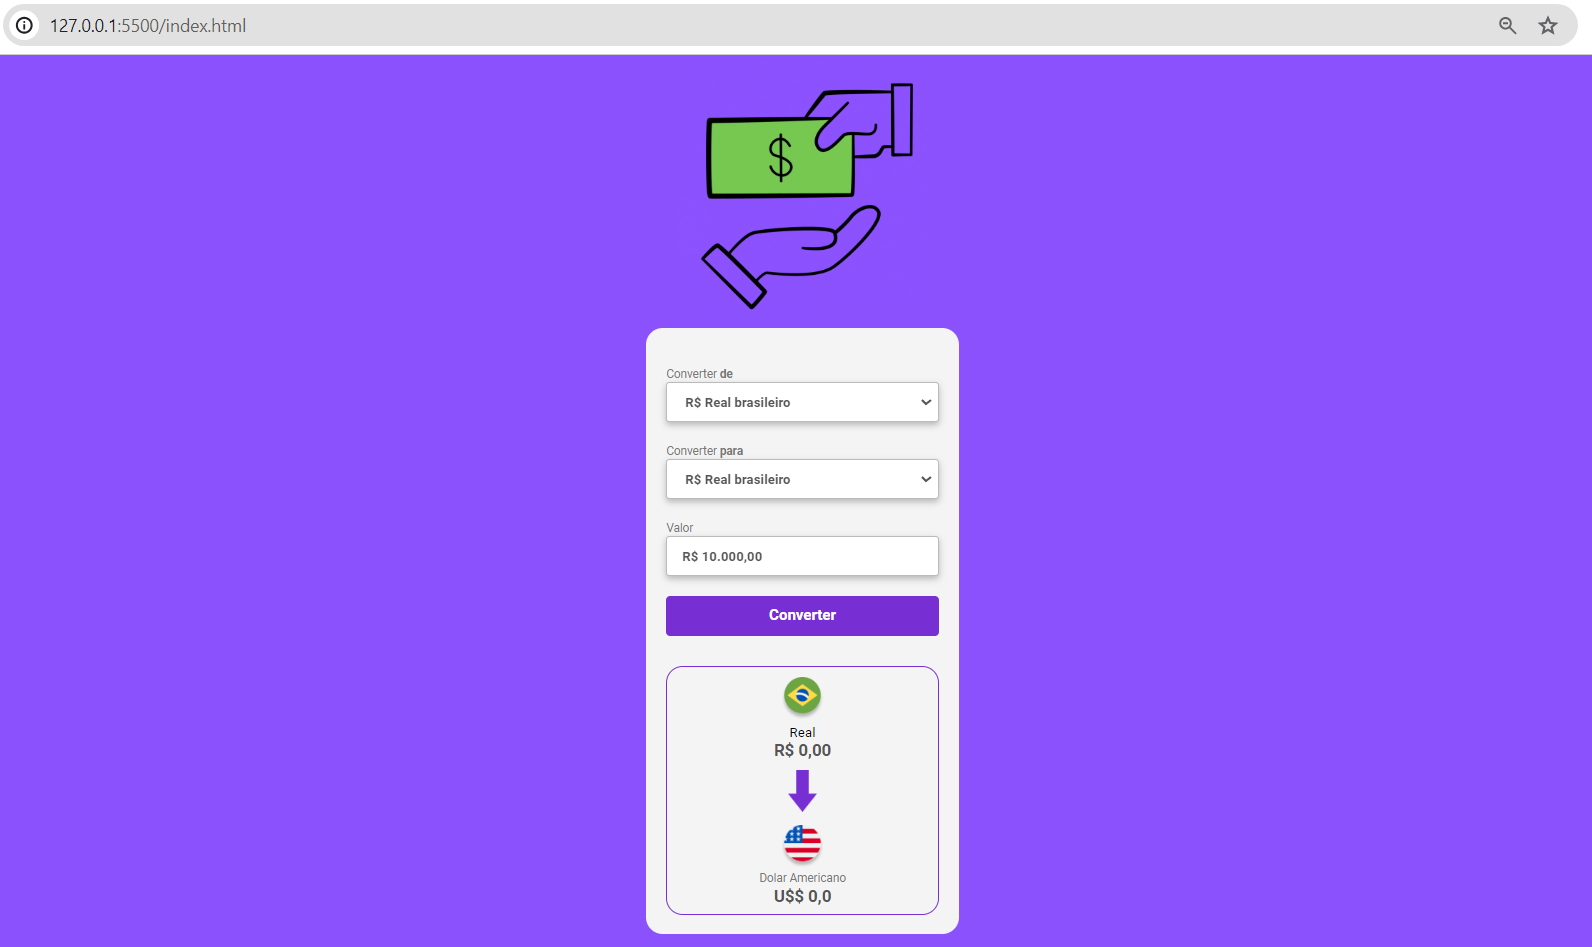 127.0.0.1:5500/index.html
$
Converter de
R$ Real brasileiro
Converter para
R$ Real brasileiro
Valor
R$ 10.000,00
Converter
Real
R$ 0,00
Dolar Americano
U$$ 0,0